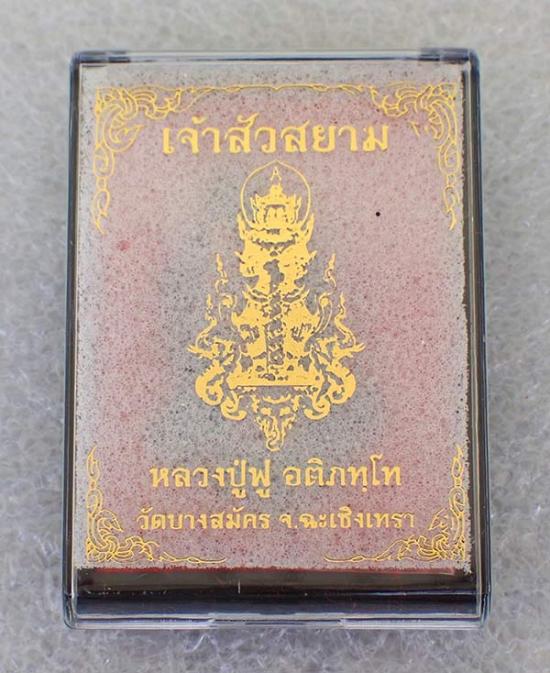 เจ้าสัวสยาม
หลวงปู่ฟู อติภทฺโท
วัดบางสมัคร จ.ฉะเชิงเทรา